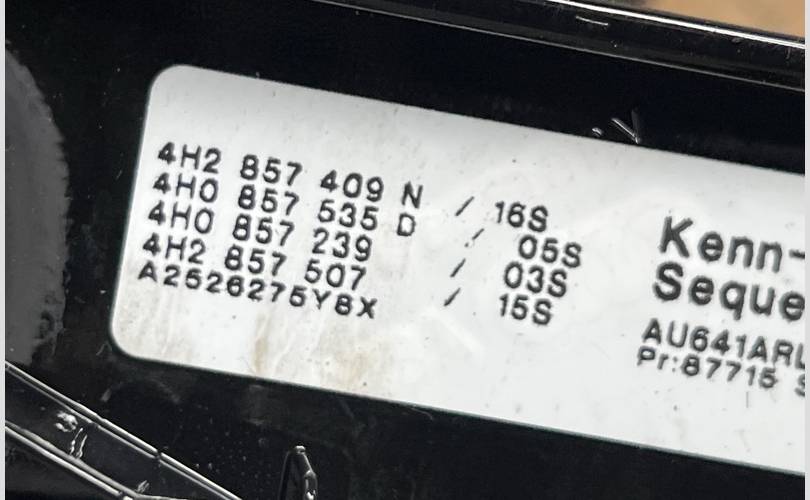 4H2 857 409 N / 16S
4H0 857 535 D / 05S
4H0 857 239 / 03S
4H2 857 507 / 15S
A2526275Y8X
Kenn-
Seque
AU641ARL
Pr:87715 S